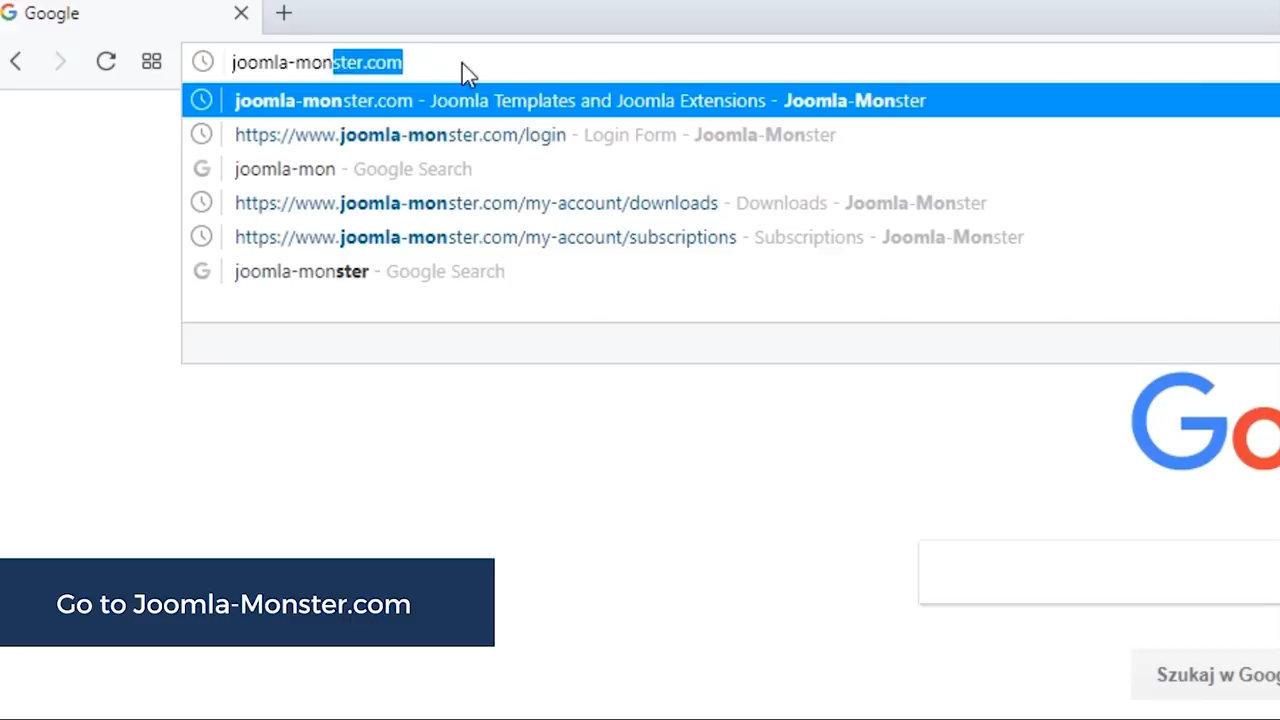 Google
joomla-monster.com
joomla-monster.com - Joomla Templates and Joomla Extensions - Joomla-Monster
https://www.joomla-monster.com/login - Login Form - Joomla-Monster
joomla-mon - Google Search
https://www.joomla-monster.com/my-account/downloads - Downloads - Joomla-Monster
https://www.joomla-monster.com/my-account/subscriptions - Subscriptions - Joomla-Monster
joomla-monster - Google Search
Go
Go to Joomla-Monster.com
Szukaj w Goog